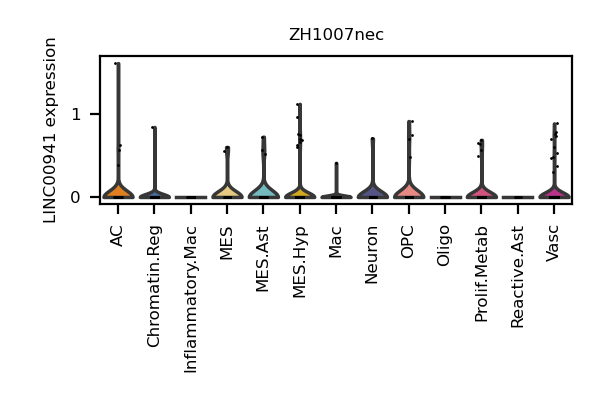 ZH1007nec
LINC00941 expression
1
0
AC
Chromatin.Reg
Inflammatory.Mac
MES
MES.Ast
MES.Hyp
Mac
Neuron
OPC
Oligo
Prolif.Metab
Reactive.Ast
Vasc